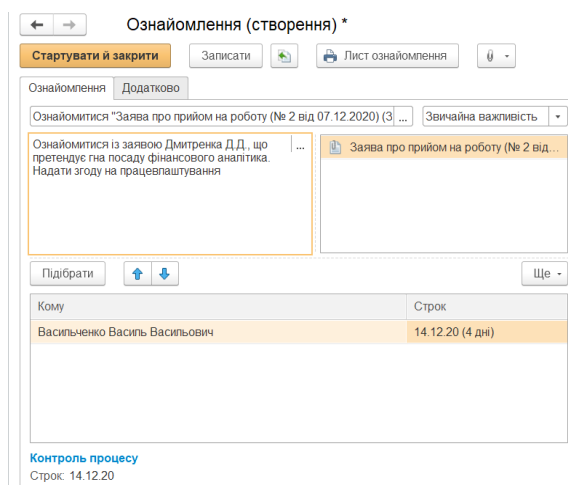 Ознайомлення (створення) *
Стартувати й закрити Записати Лист ознайомлення
Ознайомлення Додатково
Ознайомитися "Заява про прийом на роботу (№ 2 від 07.12.2020) (З ... Звичайна важливість
Ознайомитися із заявою Дмитренка Д.Д., що ...
претендує гна посаду фінансового аналітика.
Надати згоду на працевпаштування
Заява про прийом на роботу (№ 2 від...
Підібрати Ще
Кому Строк
Васильченко Василь Васильович 14.12.20 (4 дні)
Контроль процесу
Строк: 14.12.20